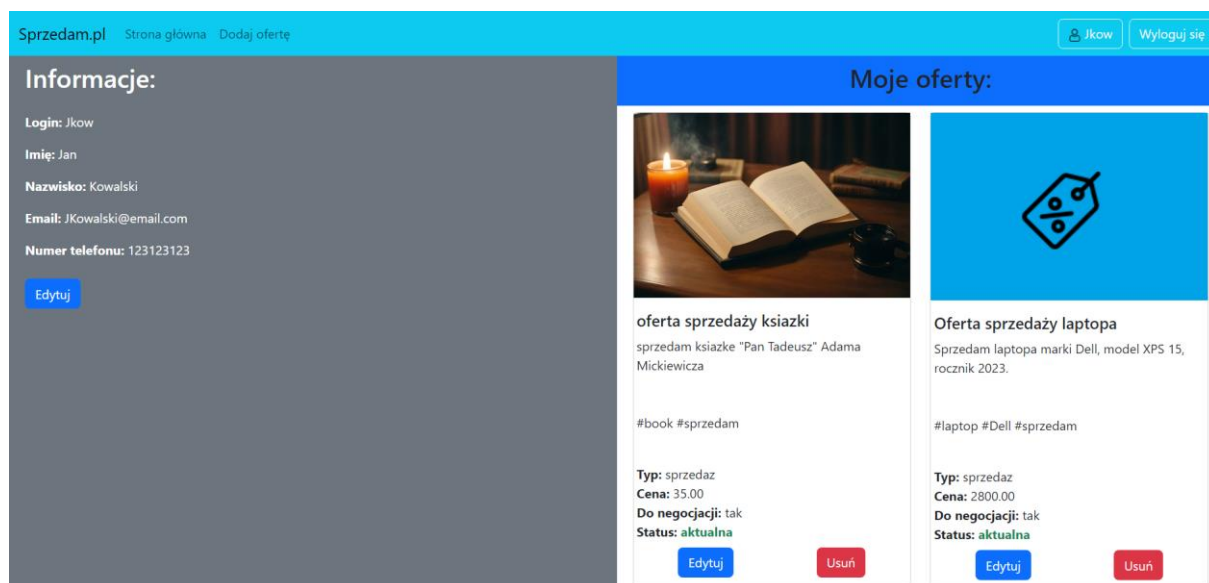 Sprzedam.pl Strona główna Dodaj ofertę Jkow Wyloguj się
Informacje:
Login: Jkow
Imię: Jan
Nazwisko: Kowalski
Email: JKowalski@email.com
Numer telefonu: 123123123
Edytuj
Moje oferty:
oferta sprzedaży ksiazki
sprzedam ksiazke "Pan Tadeusz" Adama
Mickiewicza
#book #sprzedam
Typ: sprzedaz
Cena: 35.00
Do negocjacji: tak
Status: aktualna
Edytuj Usuń
Oferta sprzedaży laptopa
Sprzedam laptopa marki Dell, model XPS 15,
rocznik 2023.
#laptop #Dell #sprzedam
Typ: sprzedaz
Cena: 2800.00
Do negocjacji: tak
Status: aktualna
Edytuj Usuń